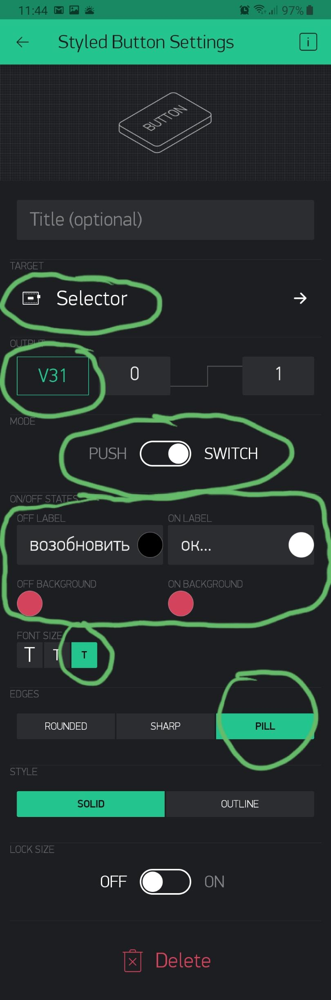 11:44 97%
Styled Button Settings i
BUTTON
Title (optional)
TARGET
Selector
OUTPUT
V31 0 1
MODE
PUSH SWITCH
ON/OFF STATES
OFF LABEL ON LABEL
возобновить ок...
OFF BACKGROUND ON BACKGROUND
FONT SIZE
T T T
EDGES
ROUNDED SHARP PILL
STYLE
SOLID OUTLINE
LOCK SIZE
OFF ON
Delete